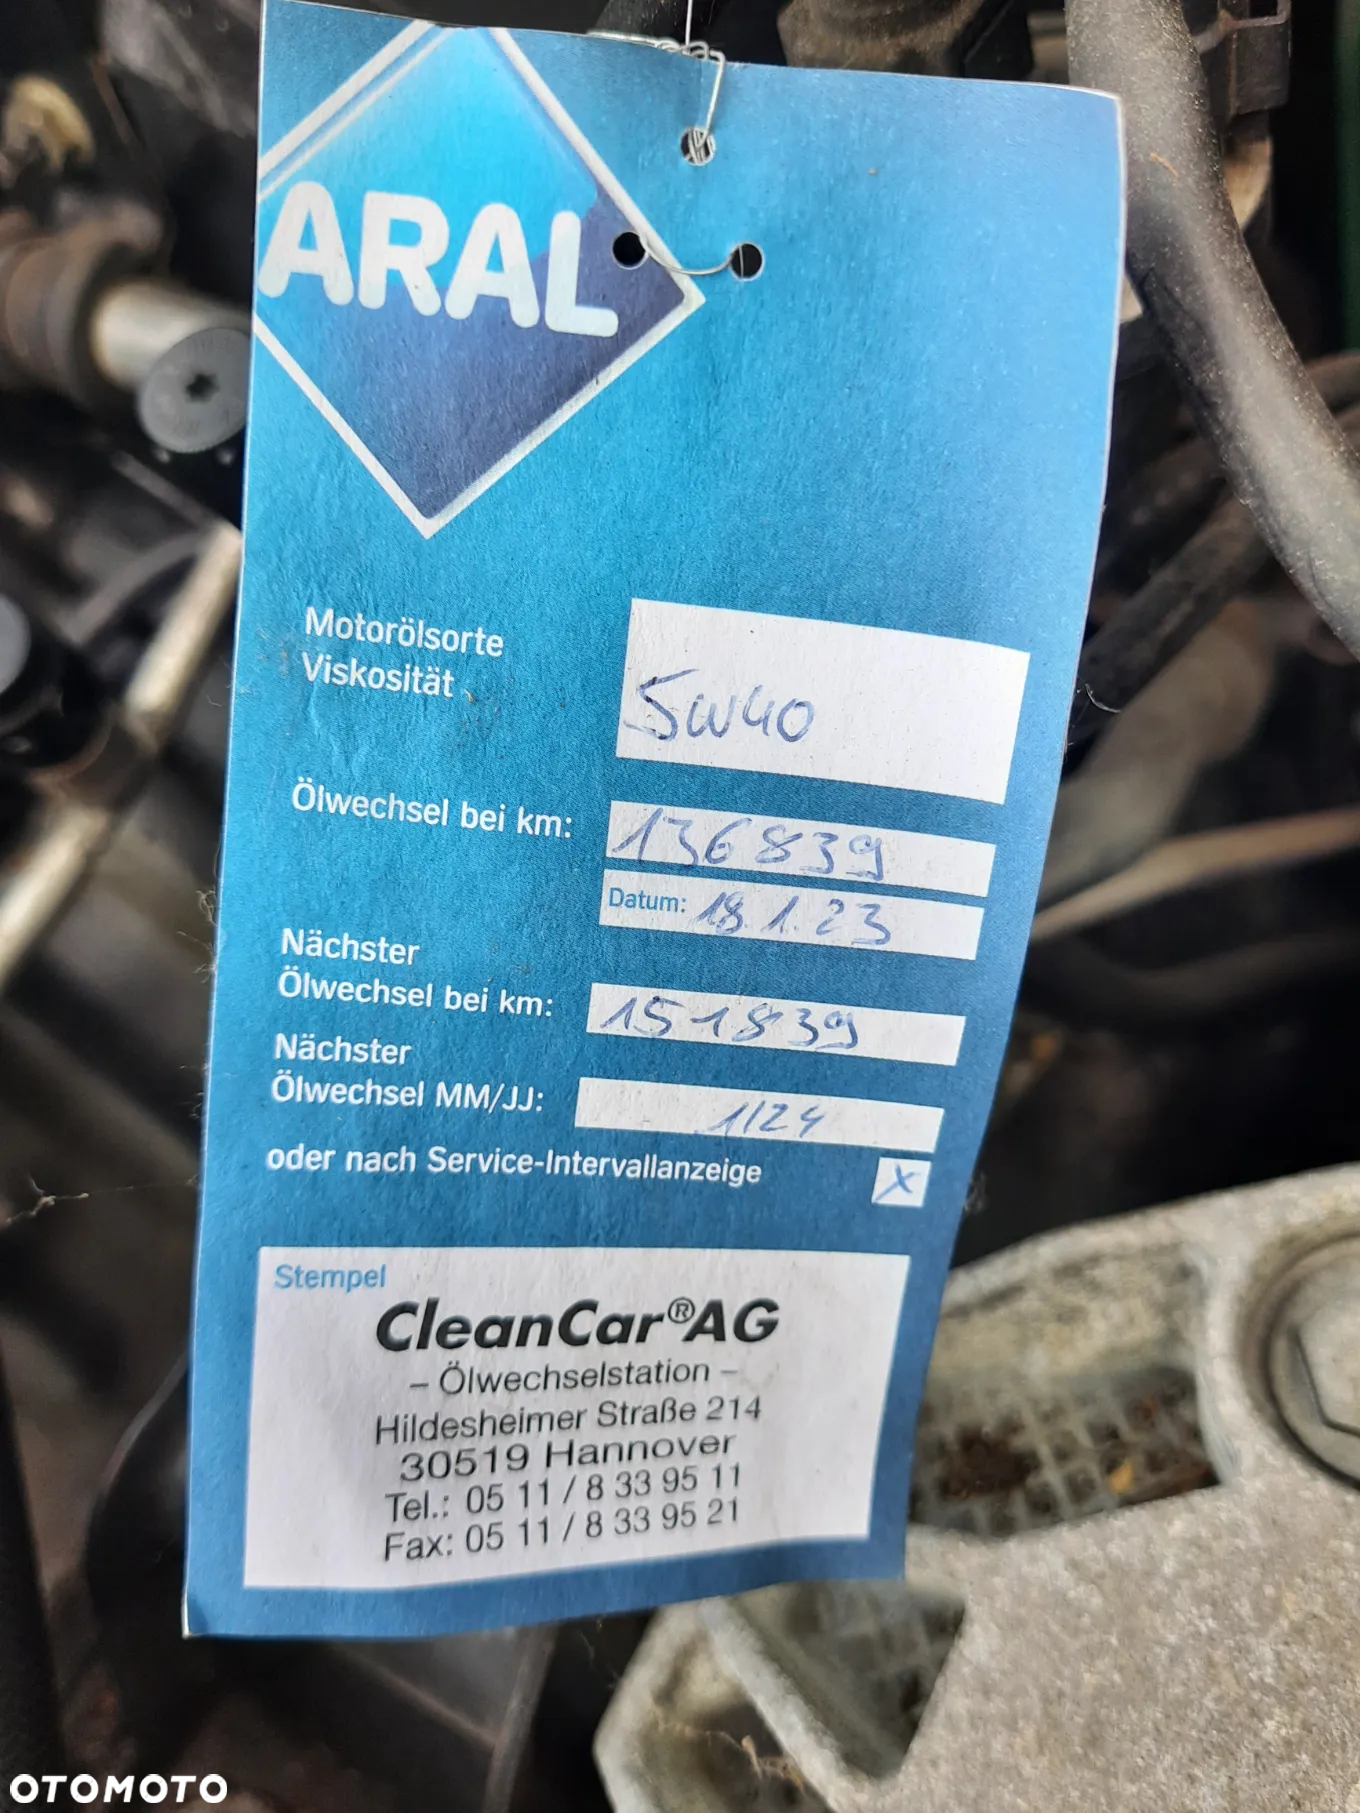 ARAL
Motorölsorte
Viskosität
5W40
Ölwechsel bei km:
136839
Datum: 18.1.23
Nächster
Ölwechsel bei km:
151839
Nächster
Ölwechsel MM/JJ:
1/24
oder nach Service-Intervallanzeige X
Stempel
CleanCar®AG
– Ölwechselstation –
Hildesheimer Straße 214
30519 Hannover
Tel.: 05 11 / 8 33 95 11
Fax: 05 11 / 8 33 95 21
OTOMOTO